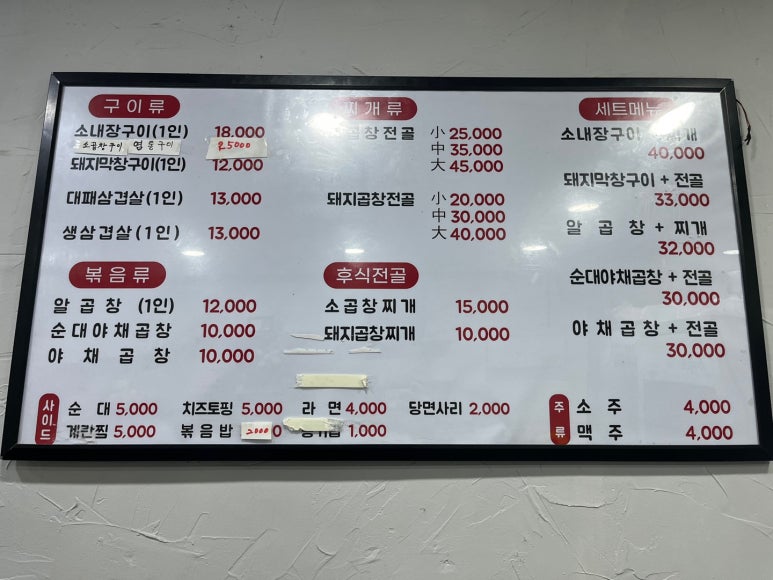 구이류
소내장구이(1인) 18,000
소곱창구이 염통구이 25000
돼지막창구이(1인) 12,000
대패삼겹살(1인) 13,000
생삼겹살(1인) 13,000
볶음류
알곱창 (1인) 12,000
순대야채곱창 10,000
야채곱창 10,000
찌개류
곱창전골 小 25,000
中 35,000
大 45,000
돼지곱창전골 小 20,000
中 30,000
大 40,000
후식전골
소곱창찌개 15,000
돼지곱창찌개 10,000
세트메뉴
소내장구이 찌개
40,000
돼지막창구이 + 전골
33,000
알곱창 + 찌개
32,000
순대야채곱창 + 전골
30,000
야채곱창 + 전골
30,000
사이드
순대 5,000 치즈토핑 5,000 라면 4,000 당면사리 2,000
계란찜 5,000 볶음밥 2000 1,000
주류
소주 4,000
맥주 4,000